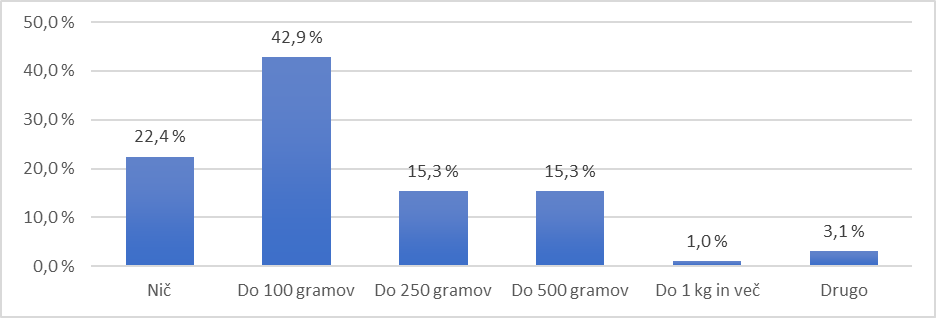 50,0 %
40,0 %
30,0 %
20,0 %
10,0 %
0,0 %
22,4 %
42,9 %
15,3 %
15,3 %
1,0 %
3,1 %
Nič
Do 100 gramov
Do 250 gramov
Do 500 gramov
Do 1 kg in več
Drugo